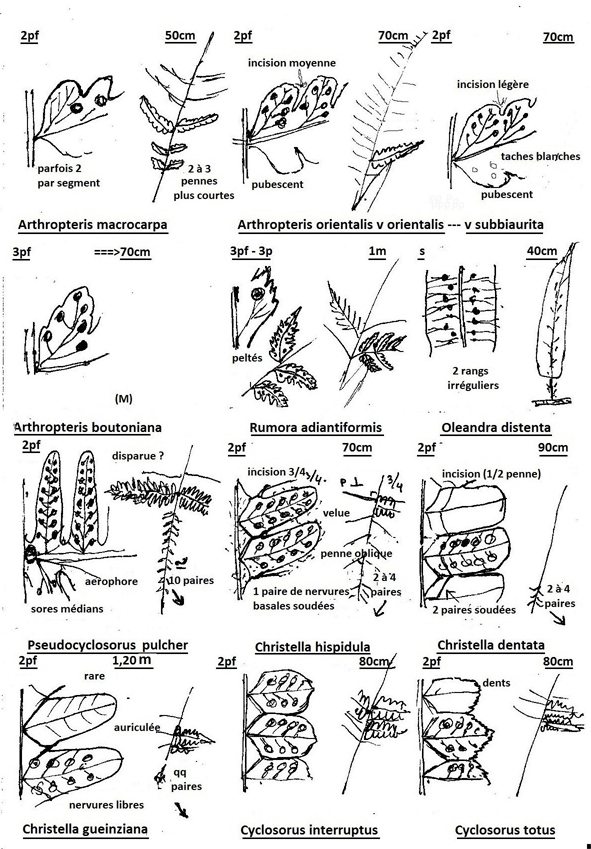 2pf 50cm 2pf 70cm 2pf 70cm
incision moyenne
incision légère
parfois 2
par segment
2 à 3
pennes
plus courtes
pubescent
taches blanches
pubescent
Arthropteris macrocarpa Arthropteris orientalis v orientalis --- v subbiaurita
3pf ===>70cm 3pf - 3p 1m s 40cm
peltés
2 rangs
irréguliers
(M)
Arthropteris boutoniana Rumora adiantiformis Oleandra distenta
2pf disparue ? 2pf 70cm 2pf 90cm
incision 3/4 3/4
incision (1/2 penne)
velue
penne oblique
aérophore
10 paires
1 paire de nervures
basales soudées
2 à 4
paires
2 à 4
paires
sores médians
2 paires soudées
Pseudocyclosorus pulcher Christella hispidula Christella dentata
2pf 1,20 m 2pf 80cm 2pf 80cm
rare
dents
auriculée
qq
paires
nervures libres
Christella gueinziana Cyclosorus interruptus Cyclosorus totus